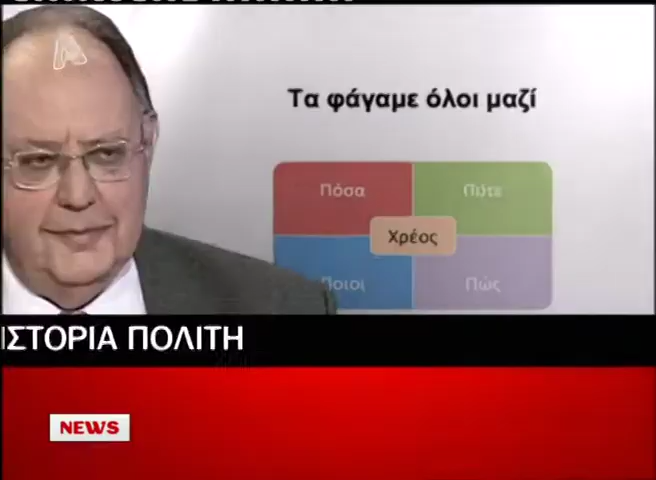 Τα φάγαμε όλοι μαζί
Πόσα
Πότε
Χρέος
Ποιοι
Πώς
ΙΣΤΟΡΙΑ ΠΟΛΙΤΗ
NEWS